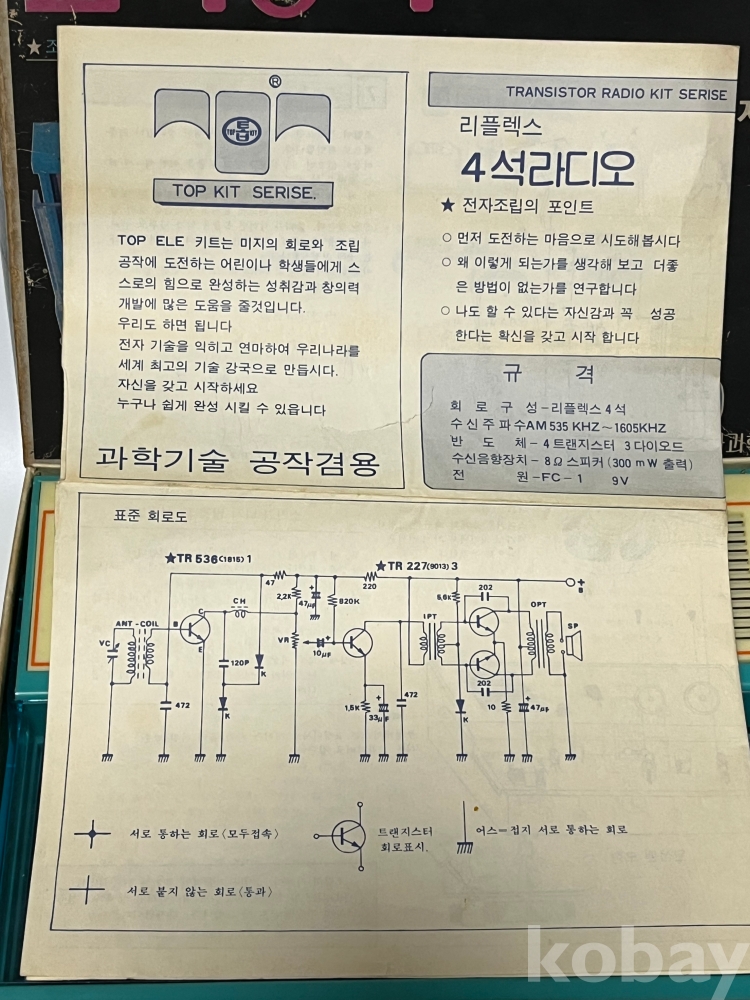 ®
톱
TOP KIT
TOP KIT SERISE.
TOP ELE 키트는 미지의 회로와 조립
공작에 도전하는 어린이나 학생들에게 스
스로의 힘으로 완성하는 성취감과 창의력
개발에 많은 도움을 줄것입니다.
우리도 하면 됩니다
전자 기술을 익히고 연마하여 우리나라를
세계 최고의 기술 강국으로 만듭시다.
자신을 갖고 시작하세요
누구나 쉽게 완성 시킬 수 있읍니다
과학기술 공작겸용
TRANSISTOR RADIO KIT SERISE
리플렉스
4석라디오
★ 전자조립의 포인트
○ 먼저 도전하는 마음으로 시도해봅시다
○ 왜 이렇게 되는가를 생각해 보고 더좋
은 방법이 없는가를 연구합니다
○ 나도 할 수 있다는 자신감과 꼭 성공
한다는 확신을 갖고 시작 합니다
규 격
회로구성-리플렉스 4석
수신주파수AM 535 KHZ~1605KHZ
반도체-4 트랜지스터 3 다이오드
수신음향장치-8Ω 스피커 (300 mW 출력)
전 원-FC-1 9V
표준 회로도
★TR 536<1815> 1
★TR 227(9013) 3
47
220
202
+
B
CH
2,2K
47μF
820K
5,6K
OPT
ANT-COIL
B
C
E
IPT
SP
VC
VR
10μF
120P
K
202
472
K
1,5K
33μF
472
K
10
47μF
서로 통하는 회로<모두접속>
트랜지스터
회로표시.
어스=접지 서로 통하는 회로
서로 붙지 않는 회로<통과>
kobay